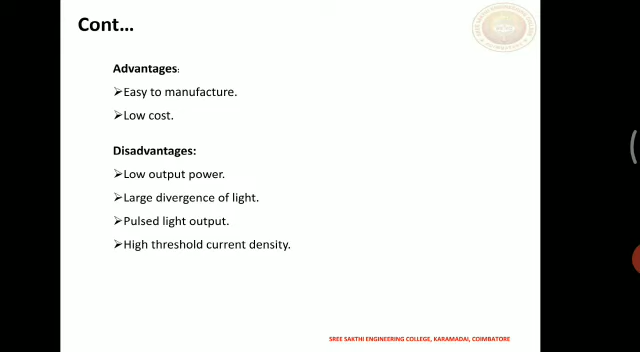 Cont...
Advantages:
➢Easy to manufacture.
➢Low cost.
Disadvantages:
➢Low output power.
➢Large divergence of light.
➢Pulsed light output.
➢High threshold current density.
SREE SAKTHI ENGINEERING COLLEGE, KARAMADAI, COIMBATORE